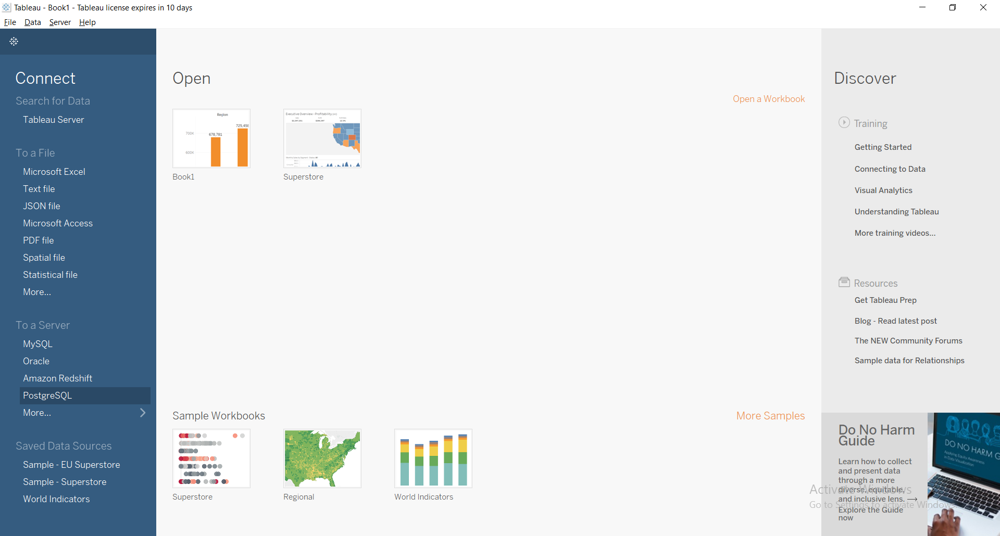 Tableau - Book1 - Tableau license expires in 10 days
File Data Server Help
Connect
Search for Data
Tableau Server
To a File
Microsoft Excel
Text file
JSON file
Microsoft Access
PDF file
Spatial file
Statistical file
More...
To a Server
MySQL
Oracle
Amazon Redshift
PostgreSQL
More...
Saved Data Sources
Sample - EU Superstore
Sample - Superstore
World Indicators
Open
Open a Workbook
Region
725,458
700K
678,781
600K
Book1
Executive Overview - Profitability (All)
Superstore
Sample Workbooks
More Samples
Superstore
Regional
World Indicators
Discover
Training
Getting Started
Connecting to Data
Visual Analytics
Understanding Tableau
More training videos...
Resources
Get Tableau Prep
Blog - Read latest post
The NEW Community Forums
Sample data for Relationships
Do No Harm
Guide
Learn how to collect
and present data
through a more
diverse, equitable,
and inclusive lens.
Explore the Guide
now
DO NO HARM G
Applying Equity Awareness
in Data Visualization
Activate Windows
Go to Settings to activate Windows.